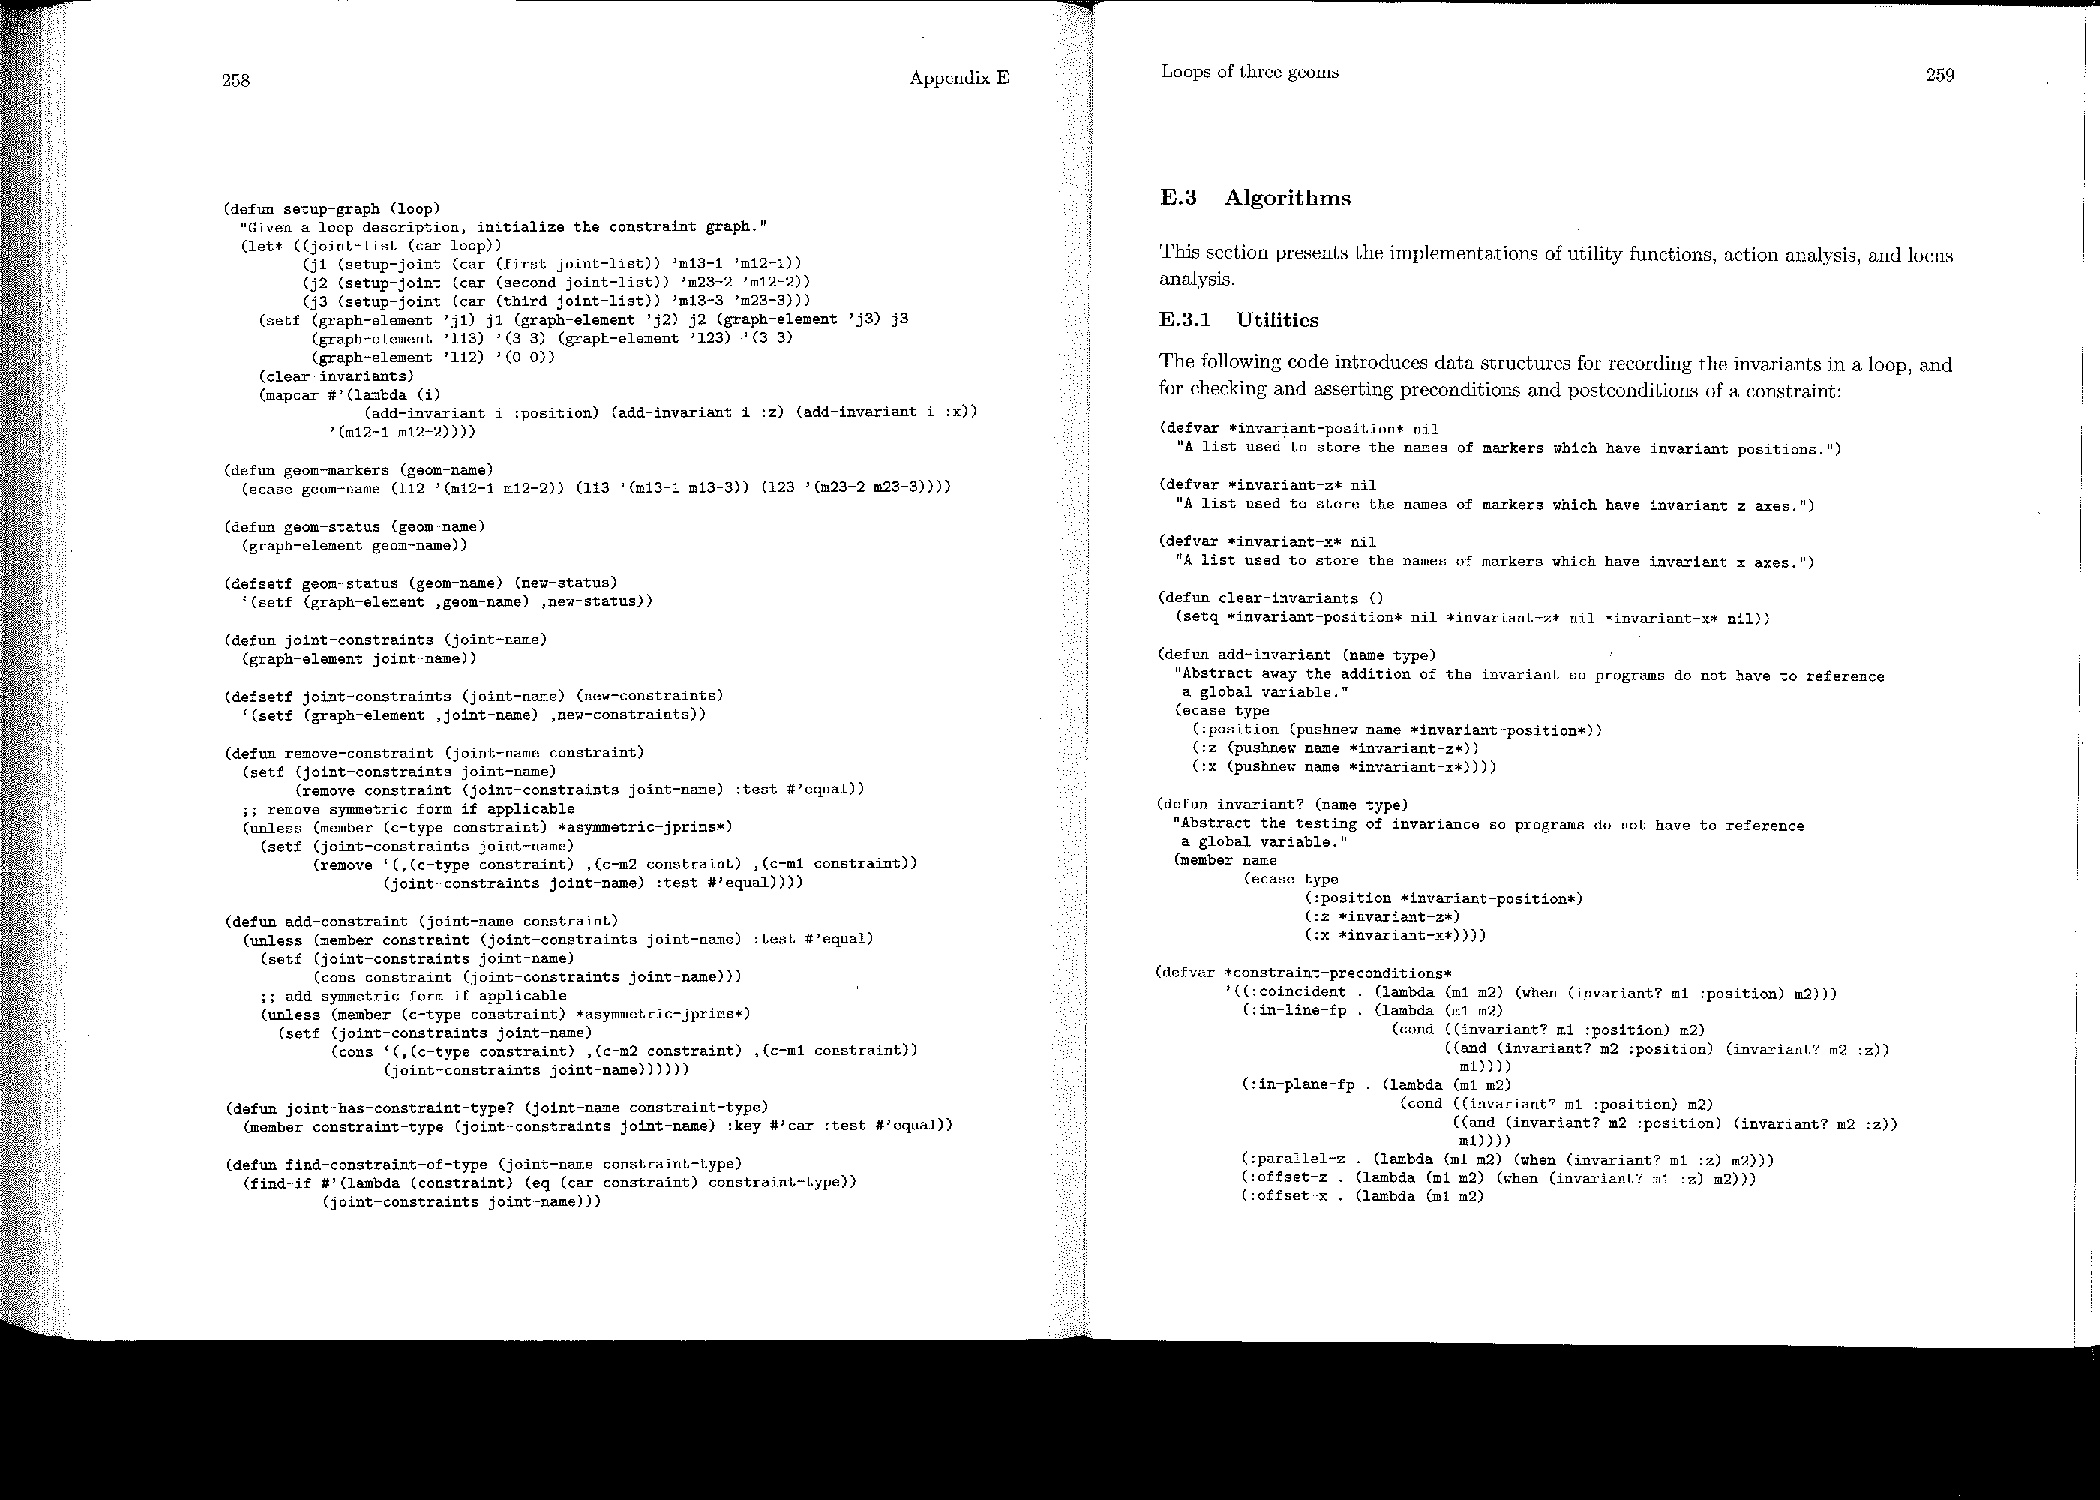 258
Appendix E
(defun setup-graph (loop)
  "Given a loop description, initialize the constraint graph."
  (let* ((joint-list (car loop))
         (j1 (setup-joint (car (first joint-list)) 'm13-1 'm12-1))
         (j2 (setup-joint (car (second joint-list)) 'm23-2 'm12-2))
         (j3 (setup-joint (car (third joint-list)) 'm13-3 'm23-3)))
    (setf (graph-element 'j1) j1 (graph-element 'j2) j2 (graph-element 'j3) j3
          (graph-element 'l13) '(3 3) (graph-element 'l23) '(3 3)
          (graph-element 'l12) '(0 0))
    (clear-invariants)
    (mapcar #'(lambda (i)
                (add-invariant i :position) (add-invariant i :z) (add-invariant i :x))
            '(m12-1 m12-2))))
(defun geom-markers (geom-name)
  (ecase geom-name (l12 '(m12-1 m12-2)) (l13 '(m13-1 m13-3)) (l23 '(m23-2 m23-3))))
(defun geom-status (geom-name)
  (graph-element geom-name))
(defsetf geom-status (geom-name) (new-status)
  `(setf (graph-element ,geom-name) ,new-status))
(defun joint-constraints (joint-name)
  (graph-element joint-name))
(defsetf joint-constraints (joint-name) (new-constraints)
  `(setf (graph-element ,joint-name) ,new-constraints))
(defun remove-constraint (joint-name constraint)
  (setf (joint-constraints joint-name)
        (remove constraint (joint-constraints joint-name) :test #'equal))
  ;; remove symmetric form if applicable
  (unless (member (c-type constraint) *asymmetric-jprims*)
    (setf (joint-constraints joint-name)
          (remove `(,(c-type constraint) ,(c-m2 constraint) ,(c-m1 constraint))
                  (joint-constraints joint-name) :test #'equal))))
(defun add-constraint (joint-name constraint)
  (unless (member constraint (joint-constraints joint-name) :test #'equal)
    (setf (joint-constraints joint-name)
          (cons constraint (joint-constraints joint-name)))
    ;; add symmetric form if applicable
    (unless (member (c-type constraint) *asymmetric-jprims*)
      (setf (joint-constraints joint-name)
            (cons `(,(c-type constraint) ,(c-m2 constraint) ,(c-m1 constraint))
                  (joint-constraints joint-name))))))
(defun joint-has-constraint-type? (joint-name constraint-type)
  (member constraint-type (joint-constraints joint-name) :key #'car :test #'equal))
(defun find-constraint-of-type (joint-name constraint-type)
  (find-if #'(lambda (constraint) (eq (car constraint) constraint-type))
           (joint-constraints joint-name)))
Loops of three geoms
259
E.3 Algorithms
This section presents the implementations of utility functions, action analysis, and locus
analysis.
E.3.1 Utilities
The following code introduces data structures for recording the invariants in a loop, and
for checking and asserting preconditions and postconditions of a constraint:
(defvar *invariant-position* nil
  "A list used to store the names of markers which have invariant positions.")
(defvar *invariant-z* nil
  "A list used to store the names of markers which have invariant z axes.")
(defvar *invariant-x* nil
  "A list used to store the names of markers which have invariant x axes.")
(defun clear-invariants ()
  (setq *invariant-position* nil *invariant-z* nil *invariant-x* nil))
(defun add-invariant (name type)
  "Abstract away the addition of the invariant so programs do not have to reference
   a global variable."
  (ecase type
    (:position (pushnew name *invariant-position*))
    (:z (pushnew name *invariant-z*))
    (:x (pushnew name *invariant-x*))))
(defun invariant? (name type)
  "Abstract the testing of invariance so programs do not have to reference
   a global variable."
  (member name
          (ecase type
                 (:position *invariant-position*)
                 (:z *invariant-z*)
                 (:x *invariant-x*))))
(defvar *constraint-preconditions*
        '((:coincident . (lambda (m1 m2) (when (invariant? m1 :position) m2)))
          (:in-line-fp . (lambda (m1 m2)
                           (cond ((invariant? m1 :position) m2)
                                 ((and (invariant? m2 :position) (invariant? m2 :z))
                                  m1))))
          (:in-plane-fp . (lambda (m1 m2)
                            (cond ((invariant? m1 :position) m2)
                                  ((and (invariant? m2 :position) (invariant? m2 :z))
                                  m1))))
          (:parallel-z . (lambda (m1 m2) (when (invariant? m1 :z) m2)))
          (:offset-z . (lambda (m1 m2) (when (invariant? m1 :z) m2)))
          (:offset-x . (lambda (m1 m2)